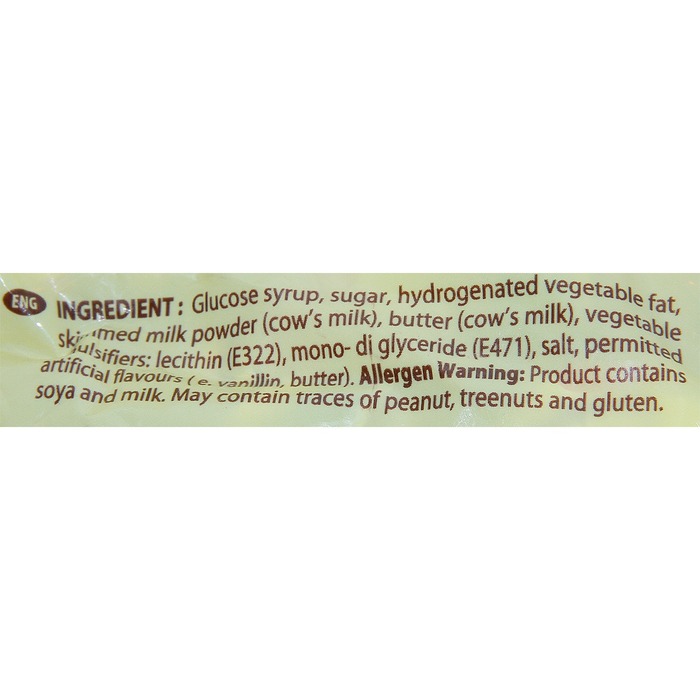 ENG INGREDIENT : Glucose syrup, sugar, hydrogenated vegetable fat,
skimmed milk powder (cow's milk), butter (cow's milk), vegetable
emulsifiers: lecithin (E322), mono- di glyceride (E471), salt, permitted
artificial flavours ( e. vanillin, butter). Allergen Warning: Product contains
soya and milk. May contain traces of peanut, treenuts and gluten.